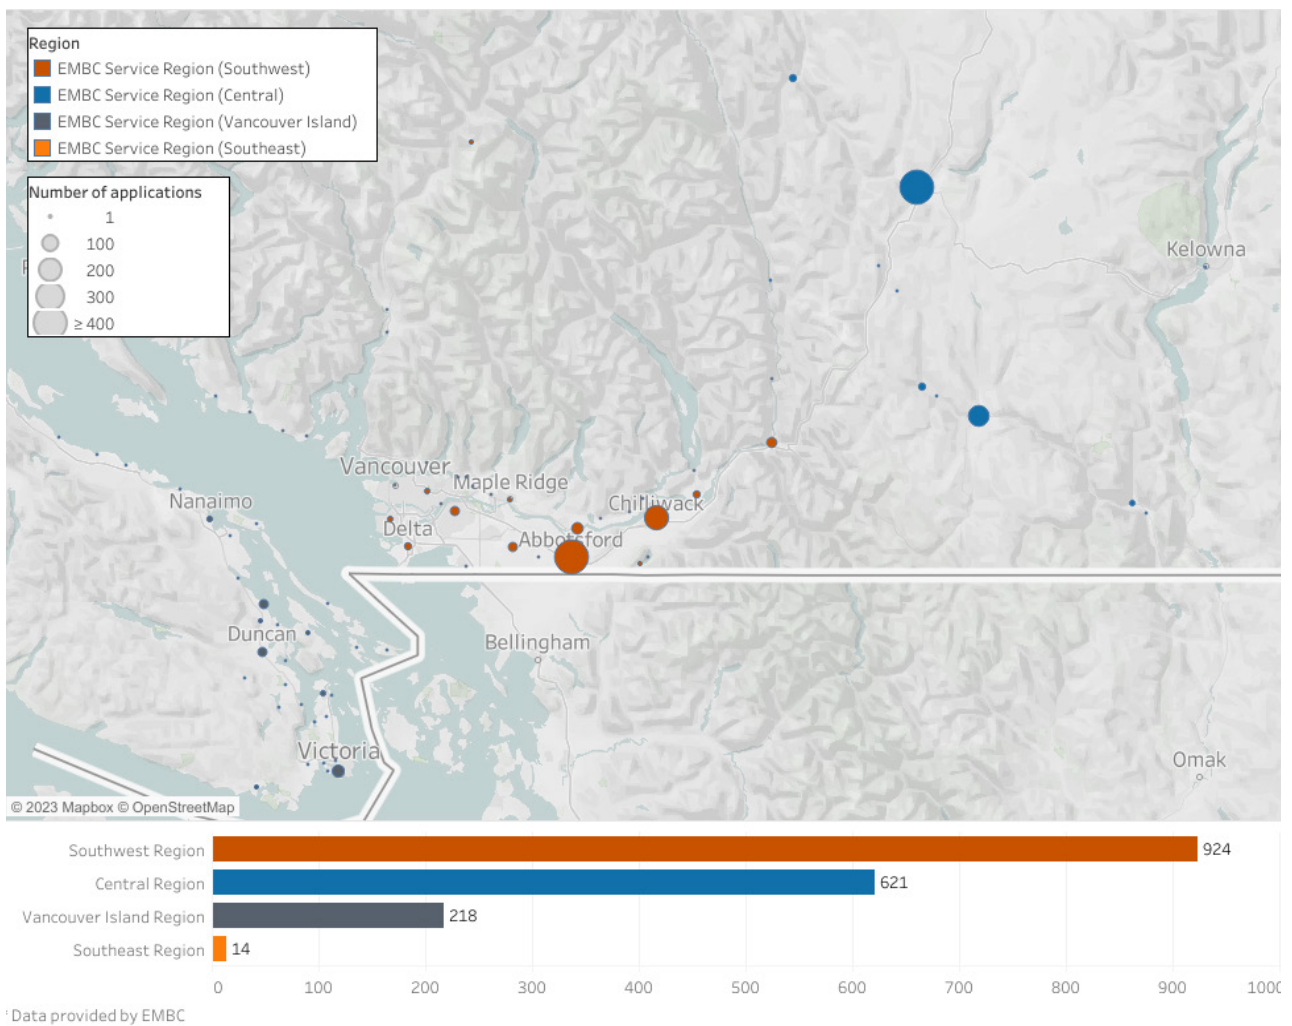 Region
EMBC Service Region (Southwest)
EMBC Service Region (Central)
EMBC Service Region (Vancouver Island)
EMBC Service Region (Southeast)
Number of applications
1
100
200
300
≥ 400
Kelowna
Vancouver
Maple Ridge
Nanaimo
Chilliwack
Delta
Abbotsford
Duncan
Bellingham
Victoria
Omak
© 2023 Mapbox © OpenStreetMap
Southwest Region 924
Central Region 621
Vancouver Island Region 218
Southeast Region 14
0 100 200 300 400 500 600 700 800 900 1000
* Data provided by EMBC